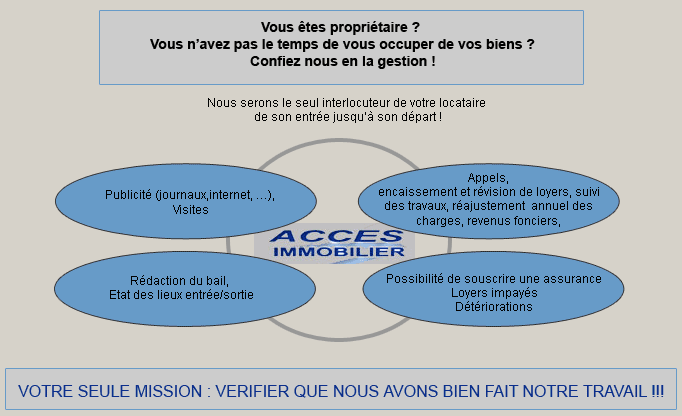 Vous êtes propriétaire ?
Vous n'avez pas le temps de vous occuper de vos biens ?
Confiez nous en la gestion !
Nous serons le seul interlocuteur de votre locataire
de son entrée jusqu'à son départ !
Publicité (journaux,internet, ...),
Visites
Appels,
encaissement et révision de loyers, suivi
des travaux, réajustement annuel des
charges, revenus fonciers,
ACCES
IMMOBILIER
Rédaction du bail,
Etat des lieux entrée/sortie
Possibilité de souscrire une assurance
Loyers impayés
Détériorations
VOTRE SEULE MISSION : VERIFIER QUE NOUS AVONS BIEN FAIT NOTRE TRAVAIL !!!